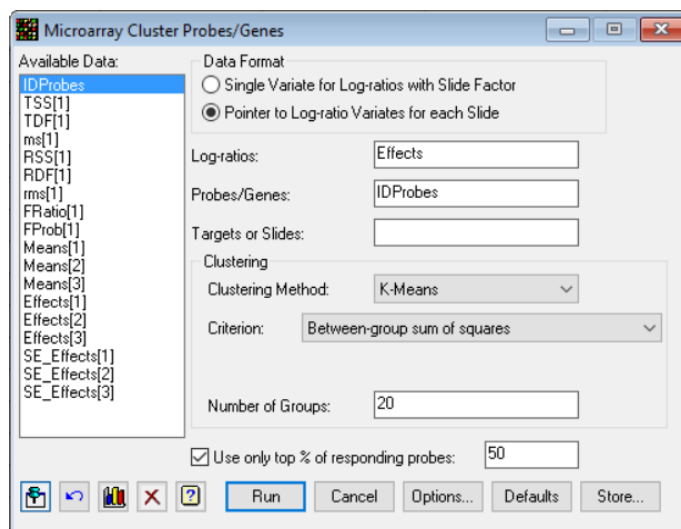 Microarray Cluster Probes/Genes
Available Data:
IDProbes
TSS[1]
TDF[1]
ms[1]
RSS[1]
RDF[1]
rms[1]
FRatio[1]
FProb[1]
Means[1]
Means[2]
Means[3]
Effects[1]
Effects[2]
Effects[3]
SE_Effects[1]
SE_Effects[2]
SE_Effects[3]
Data Format
Single Variate for Log-ratios with Slide Factor
Pointer to Log-ratio Variates for each Slide
Log-ratios: Effects
Probes/Genes: IDProbes
Targets or Slides:
Clustering
Clustering Method: K-Means
Criterion: Between-group sum of squares
Number of Groups: 20
Use only top % of responding probes: 50
Run Cancel Options... Defaults Store...